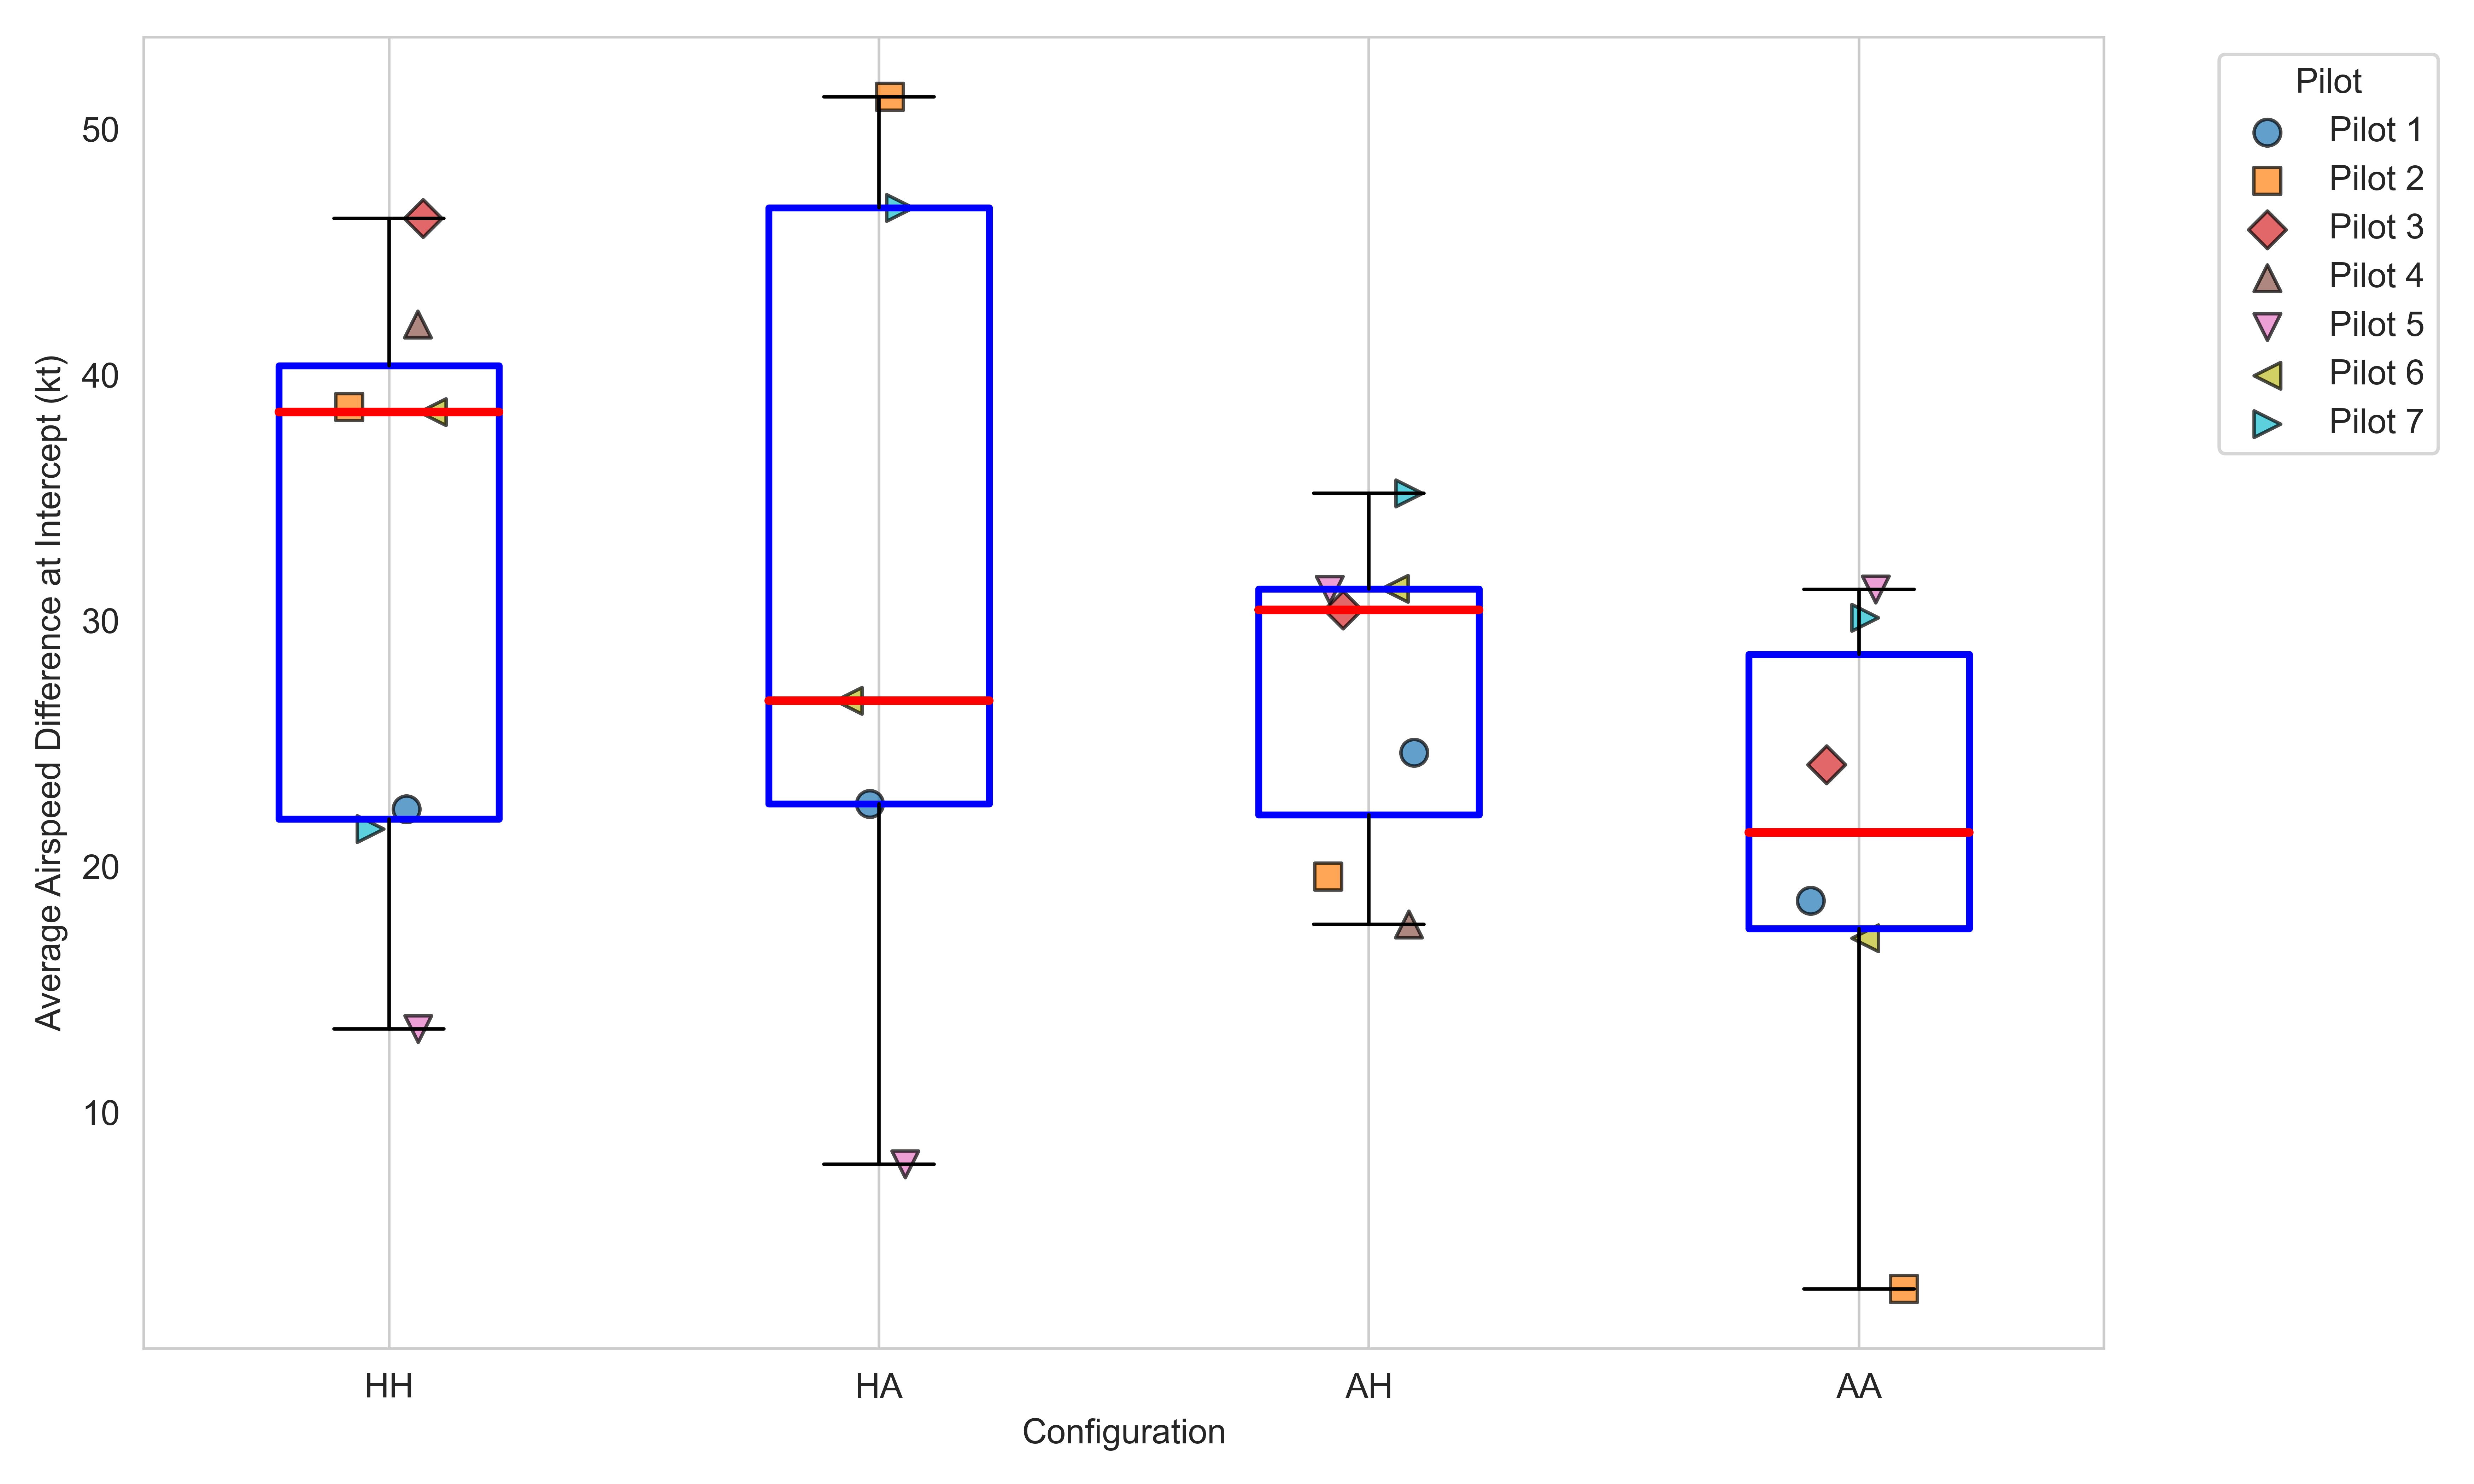 Average Airspeed Difference at Intercept (kt)
50
40
30
20
10
HH
HA
AH
AA
Configuration
Pilot
Pilot 1
Pilot 2
Pilot 3
Pilot 4
Pilot 5
Pilot 6
Pilot 7